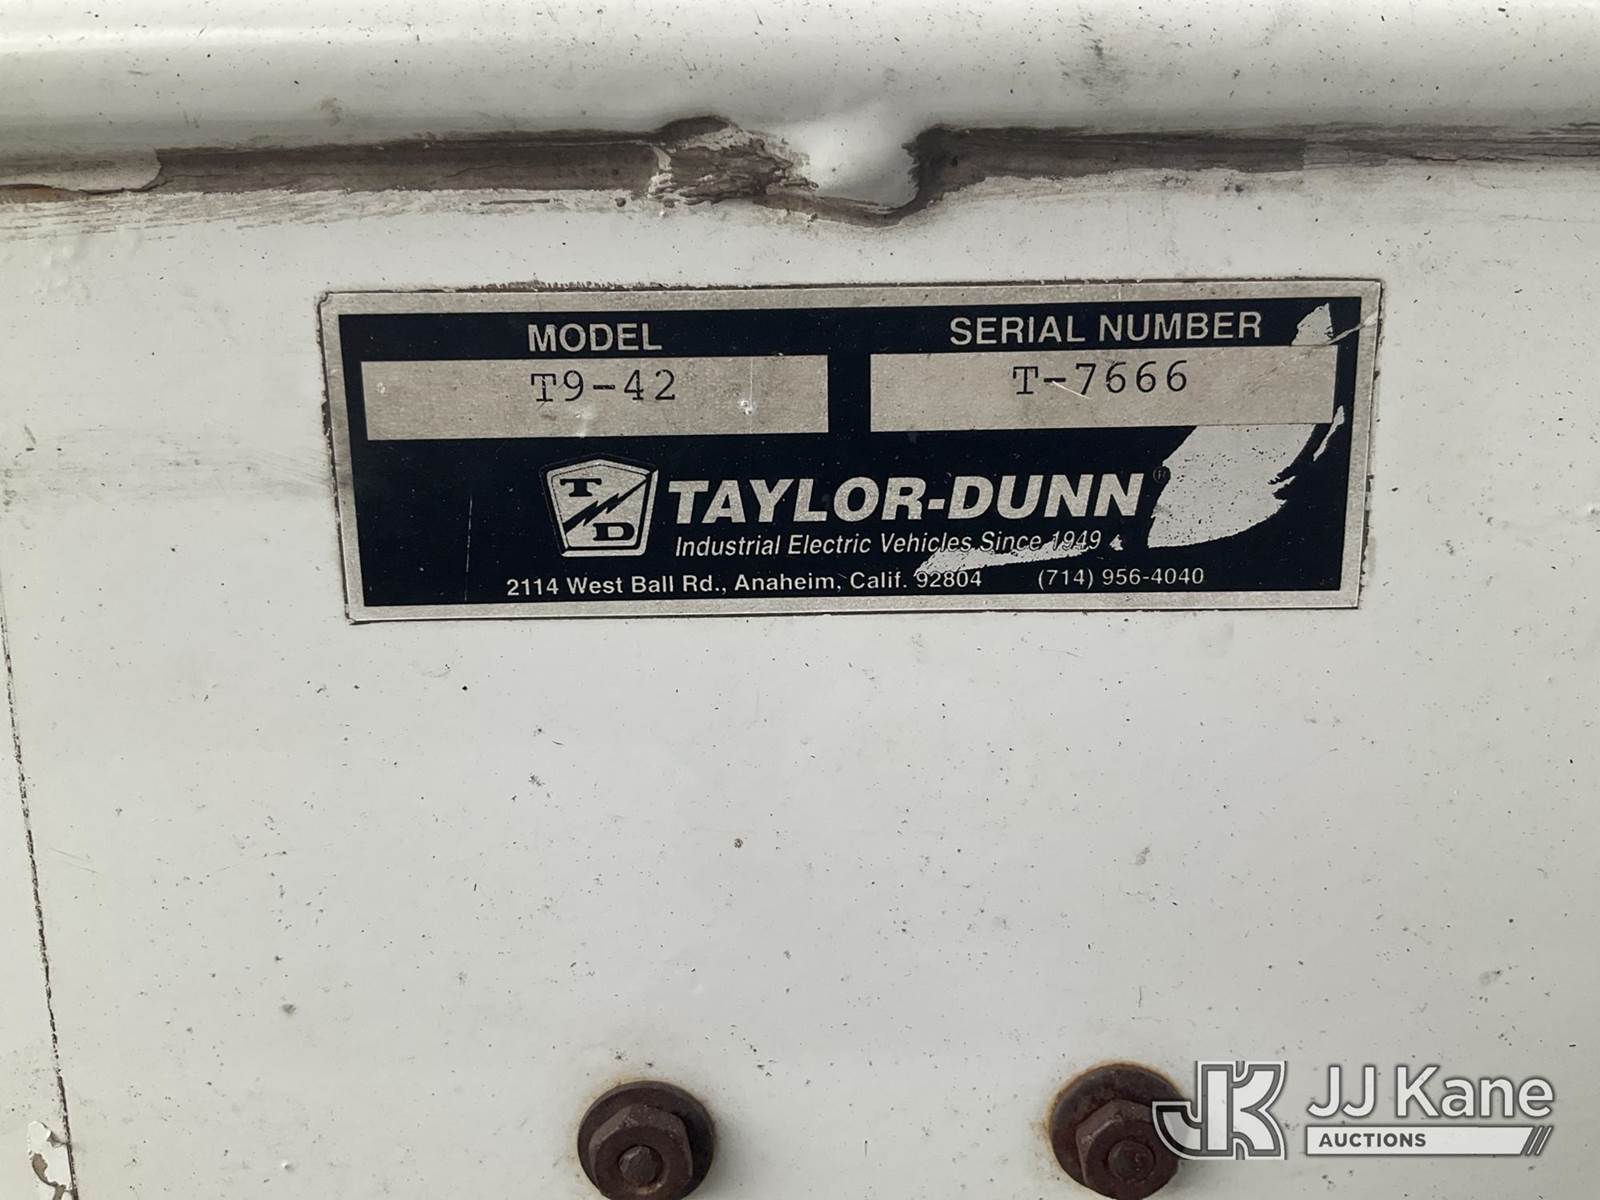 MODEL
SERIAL NUMBER
T9-42
T-7666
T D
TAYLOR-DUNN®
Industrial Electric Vehicles Since 1949
2114 West Ball Rd., Anaheim, Calif. 92804 (714) 956-4040
JJK
JJ Kane
AUCTIONS